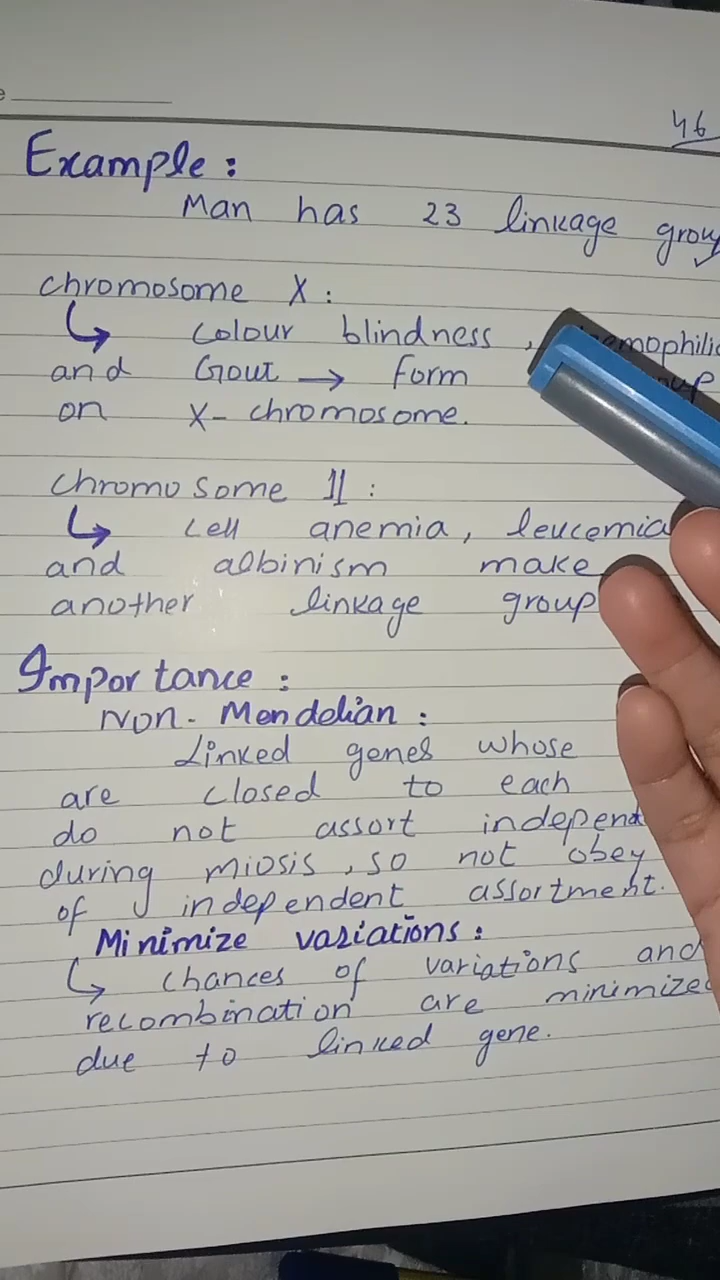 e
46
Example:
Man has 23 linkage group
chromosome X:
colour blindness,
and Gout → form
on X-chromosome.
chromosome 11:
cell anemia, leucemia
and albinism make
another linkage group
Importance:
Non-Mendelian:
Linked genes whose
are closed to each
do not assort independ
during miosis, so not obey
of independent assortment.
Minimize variations:
chances of variations and
recombination are minimized
due to linked gene.